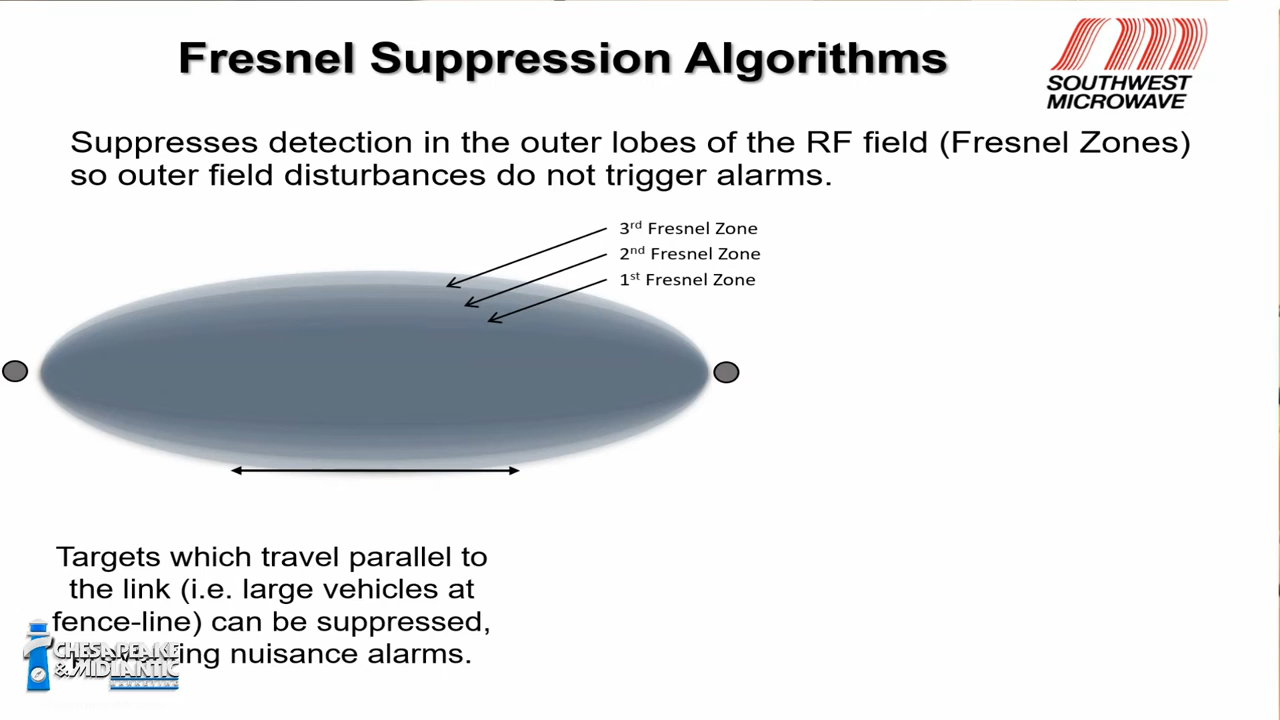 Fresnel Suppression Algorithms
SOUTHWEST
MICROWAVE
Suppresses detection in the outer lobes of the RF field (Fresnel Zones)
so outer field disturbances do not trigger alarms.
3rd Fresnel Zone
2nd Fresnel Zone
1st Fresnel Zone
Targets which travel parallel to
the link (i.e. large vehicles at
fence-line) can be suppressed,
nuisance alarms.
CHESAPEAKE
& MIDLANTIC